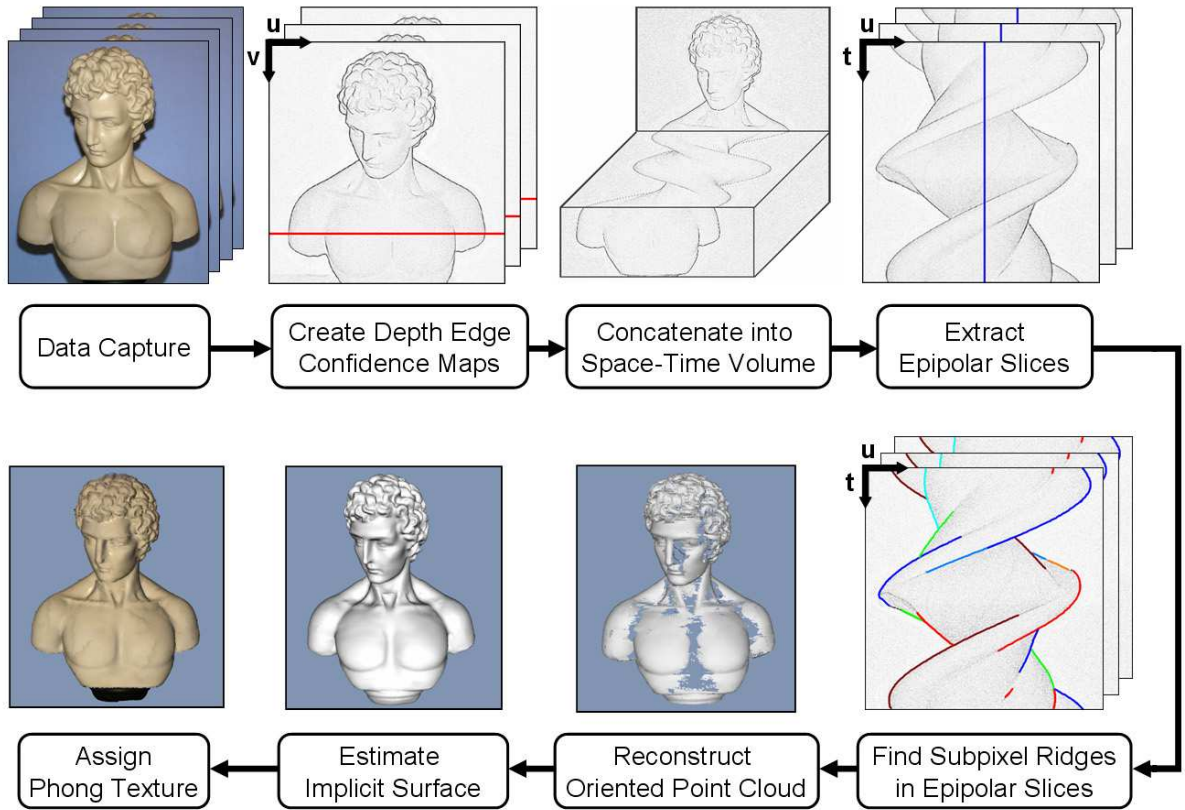 u
v
u
t
Data Capture
Create Depth Edge
Confidence Maps
Concatenate into
Space-Time Volume
Extract
Epipolar Slices
u
t
Assign
Phong Texture
Estimate
Implicit Surface
Reconstruct
Oriented Point Cloud
Find Subpixel Ridges
in Epipolar Slices